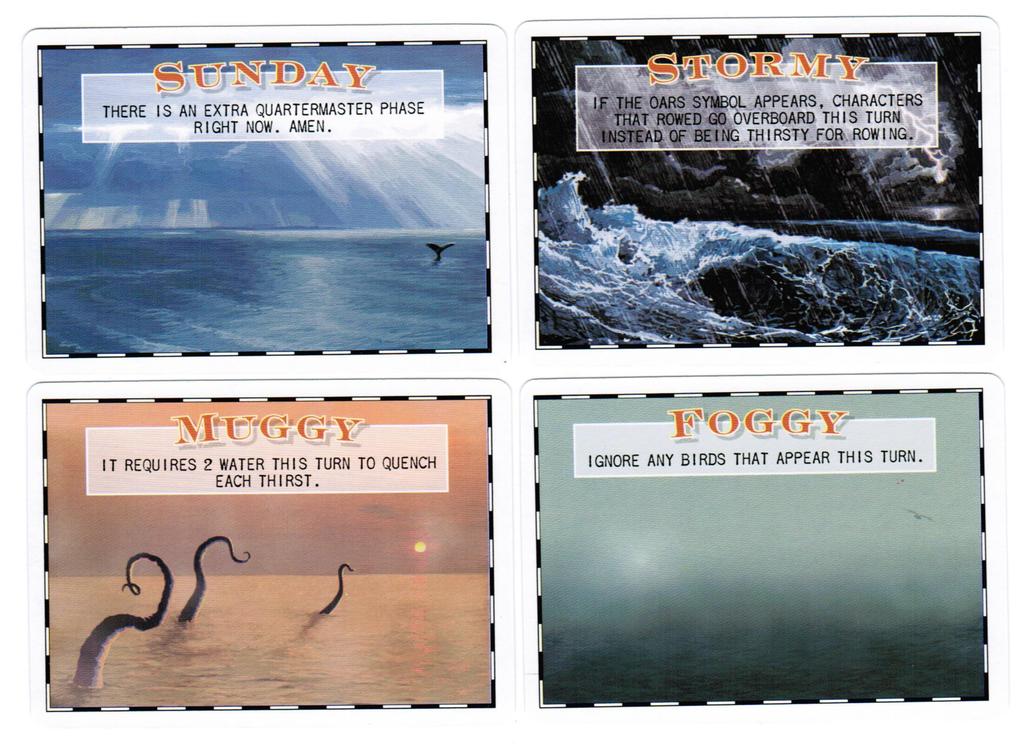 SUNDAY
THERE IS AN EXTRA QUARTERMASTER PHASE
RIGHT NOW. AMEN.
STORMY
IF THE OARS SYMBOL APPEARS, CHARACTERS
THAT ROWED GO OVERBOARD THIS TURN
INSTEAD OF BEING THIRSTY FOR ROWING.
MUGGY
IT REQUIRES 2 WATER THIS TURN TO QUENCH
EACH THIRST.
FOGGY
IGNORE ANY BIRDS THAT APPEAR THIS TURN.